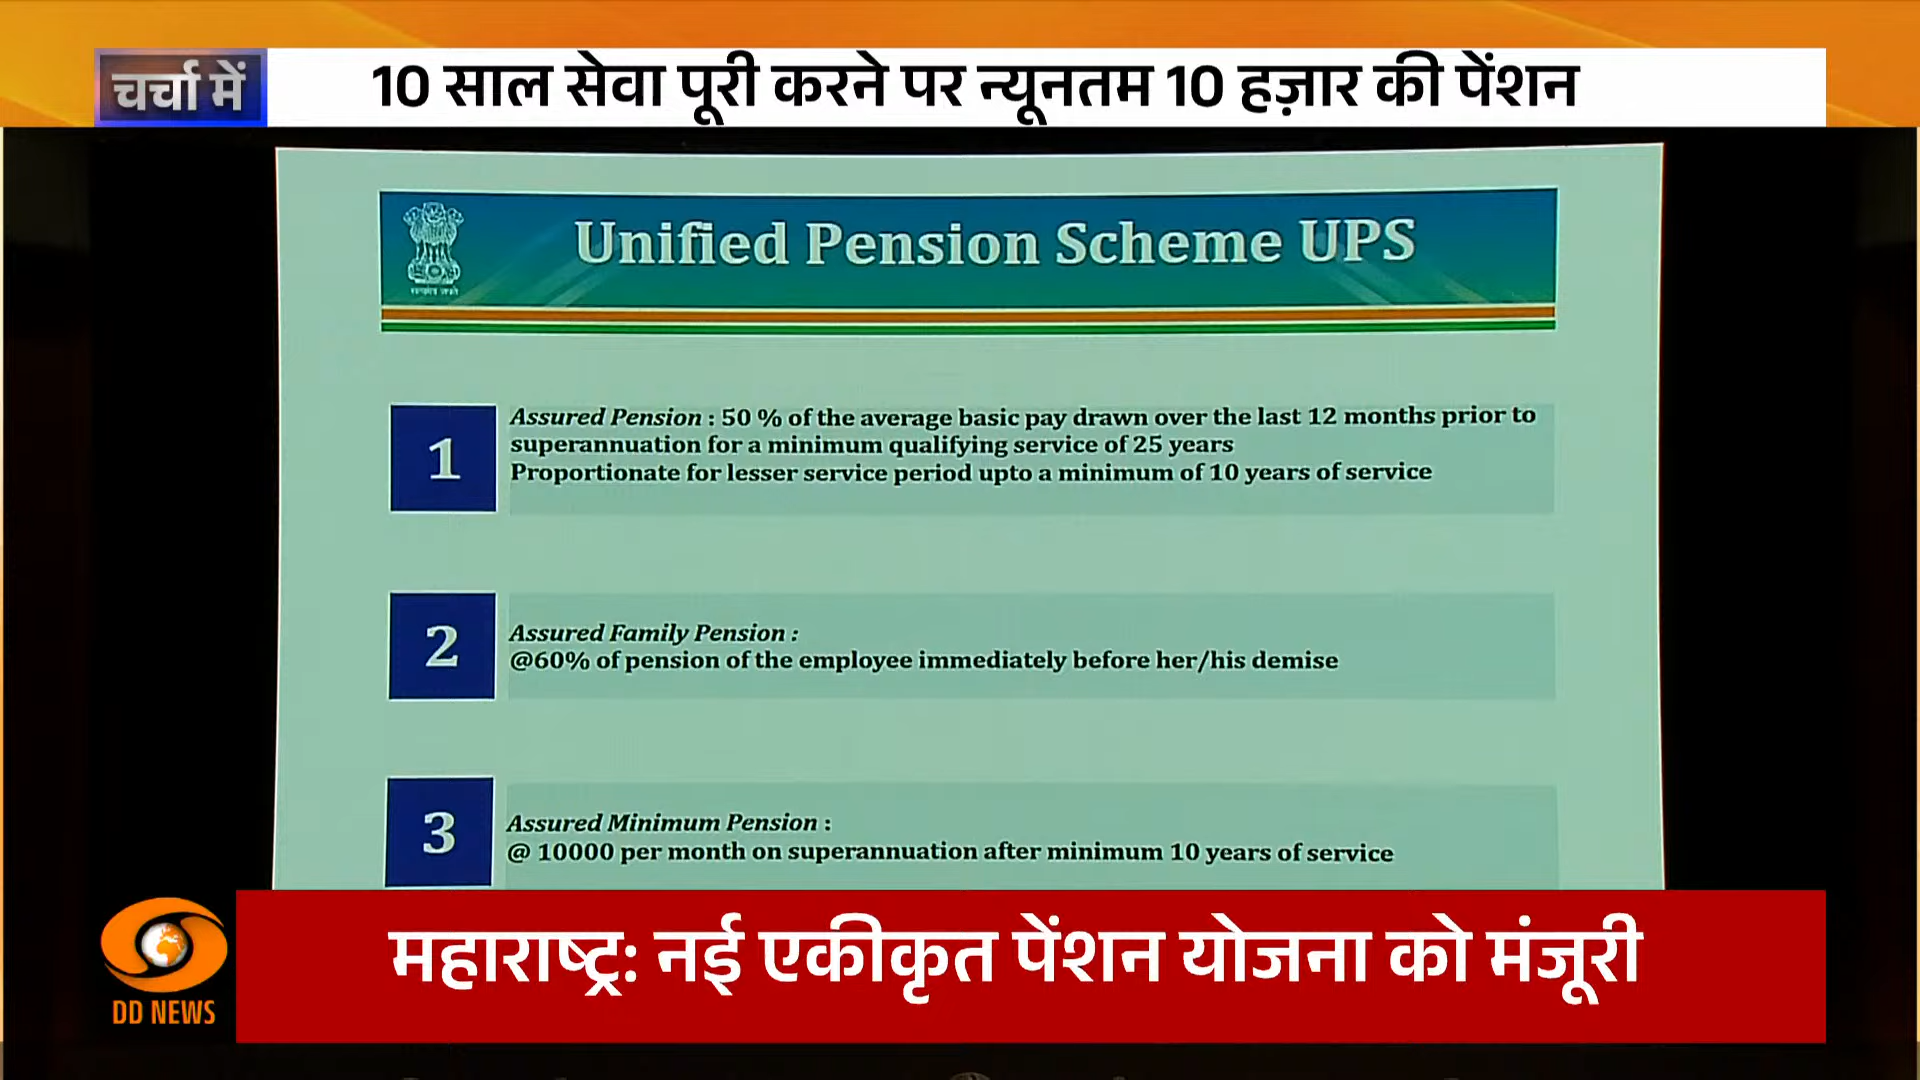 चर्चा में
10 साल सेवा पूरी करने पर न्यूनतम 10 हज़ार की पेंशन
Unified Pension Scheme UPS
1
Assured Pension : 50 % of the average basic pay drawn over the last 12 months prior to
superannuation for a minimum qualifying service of 25 years
Proportionate for lesser service period upto a minimum of 10 years of service
2
Assured Family Pension :
@60% of pension of the employee immediately before her/his demise
3
Assured Minimum Pension :
@ 10000 per month on superannuation after minimum 10 years of service
महाराष्ट्र: नई एकीकृत पेंशन योजना को मंजूरी
DD NEWS